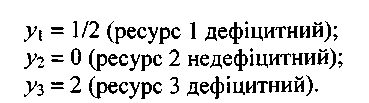 y₁ = 1/2 (ресурс 1 дефіцитний);
y₂ = 0 (ресурс 2 недефіцитний);
y₃ = 2 (ресурс 3 дефіцитний).